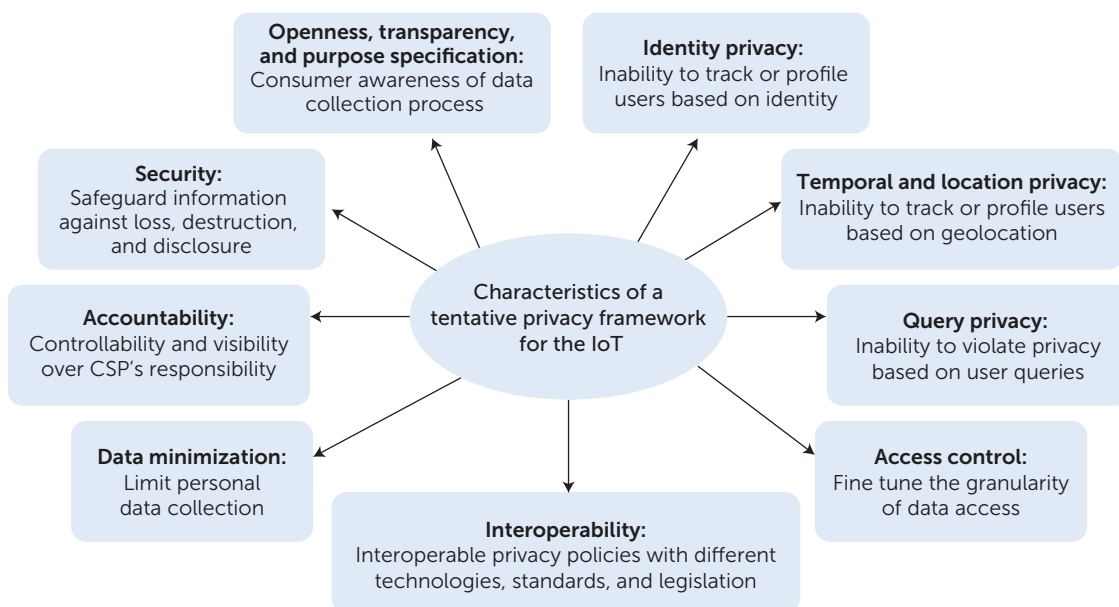 Openness, transparency,
and purpose specification:
Consumer awareness of data
collection process
Identity privacy:
Inability to track or profile
users based on identity
Security:
Safeguard information
against loss, destruction,
and disclosure
Temporal and location privacy:
Inability to track or profile users
based on geolocation
Characteristics of a
tentative privacy framework
for the IoT
Accountability:
Controllability and visibility
over CSP’s responsibility
Query privacy:
Inability to violate privacy
based on user queries
Data minimization:
Limit personal
data collection
Access control:
Fine tune the granularity
of data access
Interoperability:
Interoperable privacy policies with different
technologies, standards, and legislation